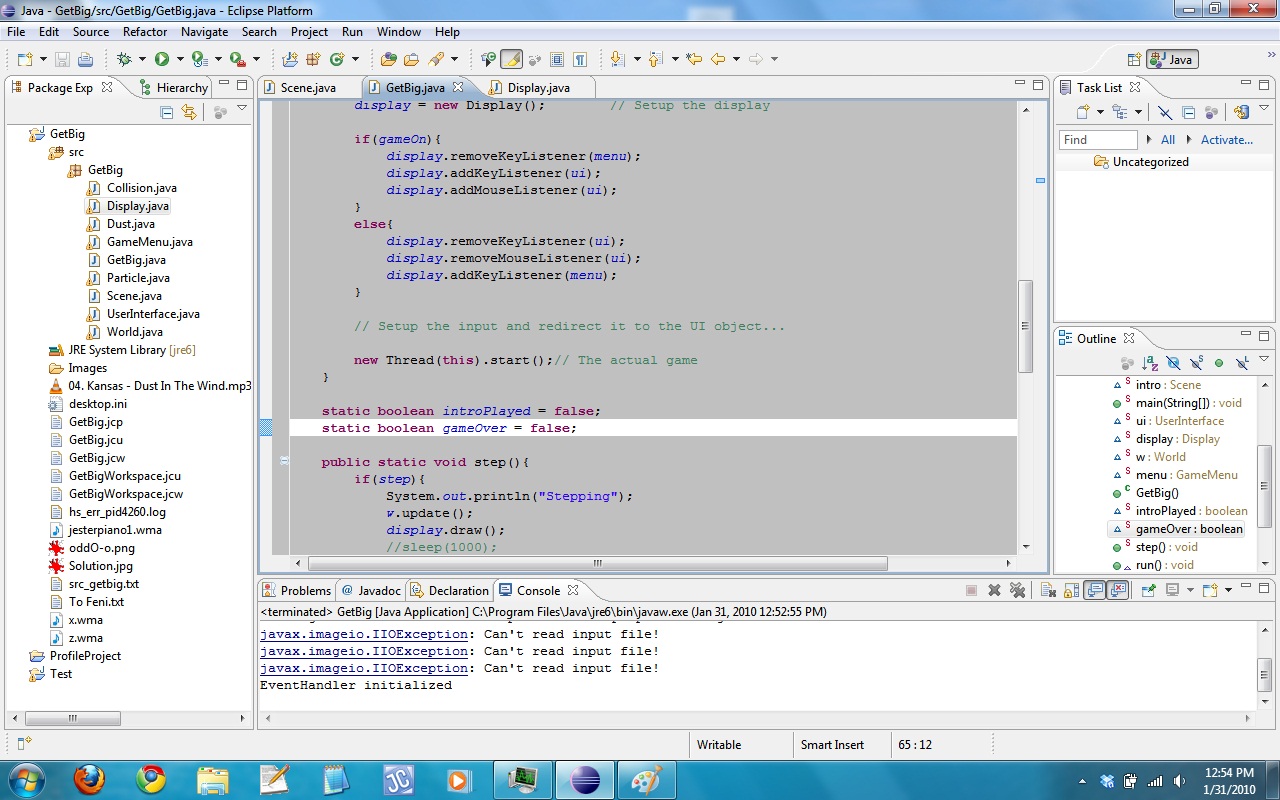 Java - GetBig/src/GetBig/GetBig.java - Eclipse Platform
File Edit Source Refactor Navigate Search Project Run Window Help
Java
Package Exp
Hierarchy
GetBig
src
GetBig
Collision.java
Display.java
Dust.java
GameMenu.java
GetBig.java
Particle.java
Scene.java
UserInterface.java
World.java
JRE System Library [jre6]
Images
04. Kansas - Dust In The Wind.mp3
desktop.ini
GetBig.jcp
GetBig.jcu
GetBig.jcw
GetBigWorkspace.jcu
GetBigWorkspace.jcw
hs_err_pid4260.log
jesterpiano1.wma
oddO-o.png
Solution.jpg
src_getbig.txt
To Feni.txt
x.wma
z.wma
ProfileProject
Test
Scene.java
GetBig.java
Display.java
display = new Display(); // Setup the display
if(gameOn){
display.removeKeyListener(menu);
display.addKeyListener(ui);
display.addMouseListener(ui);
}
else{
display.removeKeyListener(ui);
display.removeMouseListener(ui);
display.addKeyListener(menu);
}
// Setup the input and redirect it to the UI object...
new Thread(this).start();// The actual game
}
static boolean introPlayed = false;
static boolean gameOver = false;
public static void step(){
if(step){
System.out.println("Stepping");
w.update();
display.draw();
//sleep(1000);
Task List
Find
All
Activate...
Uncategorized
Outline
intro : Scene
main(String[]) : void
ui : UserInterface
display : Display
w : World
menu : GameMenu
GetBig()
introPlayed : boolean
gameOver : boolean
step() : void
run() : void
Problems
@ Javadoc
Declaration
Console
<terminated> GetBig [Java Application] C:\Program Files\Java\jre6\bin\javaw.exe (Jan 31, 2010 12:52:55 PM)
javax.imageio.IIOException: Can't read input file!
javax.imageio.IIOException: Can't read input file!
javax.imageio.IIOException: Can't read input file!
EventHandler initialized
Writable
Smart Insert
65 : 12
JC
12:54 PM
1/31/2010